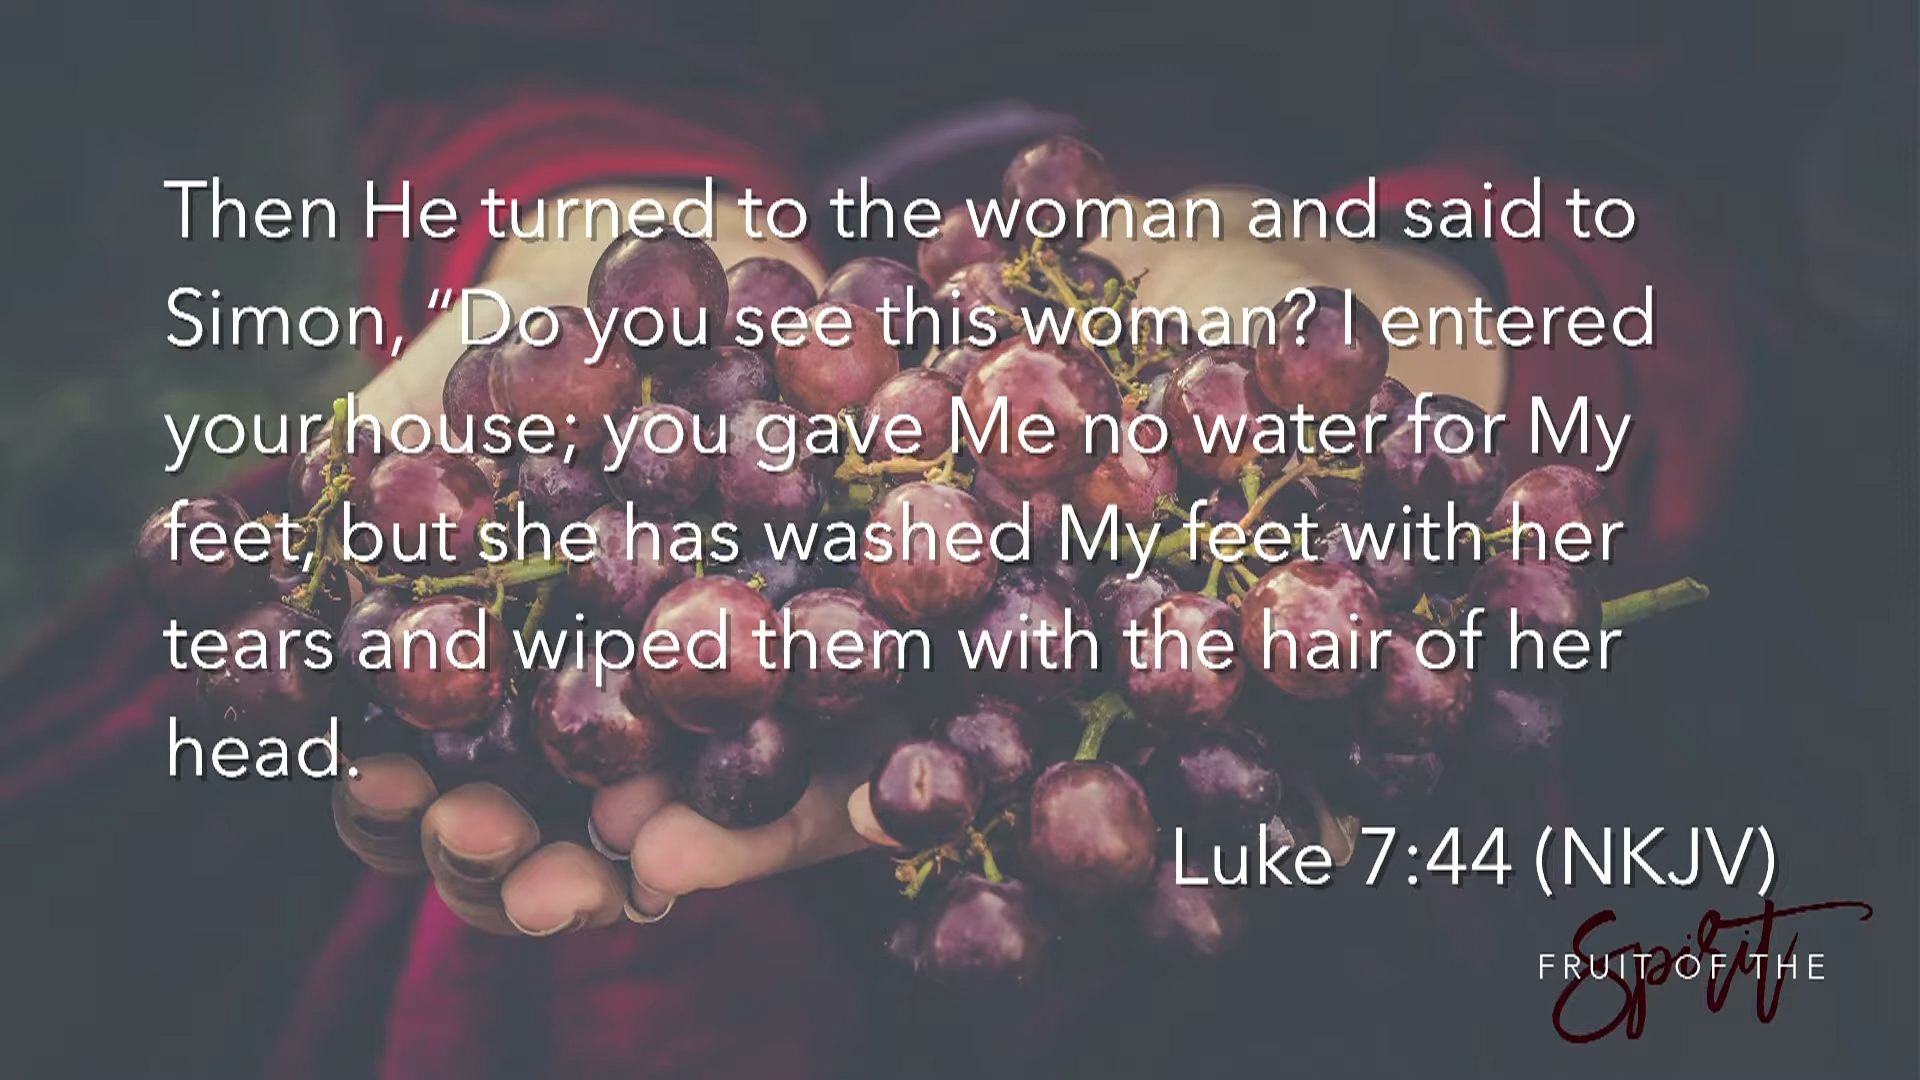 Then He turned to the woman and said to
Simon, “Do you see this woman? I entered
your house; you gave Me no water for My
feet, but she has washed My feet with her
tears and wiped them with the hair of her
head.
Luke 7:44 (NKJV)
FRUIT OF THE
Spirit